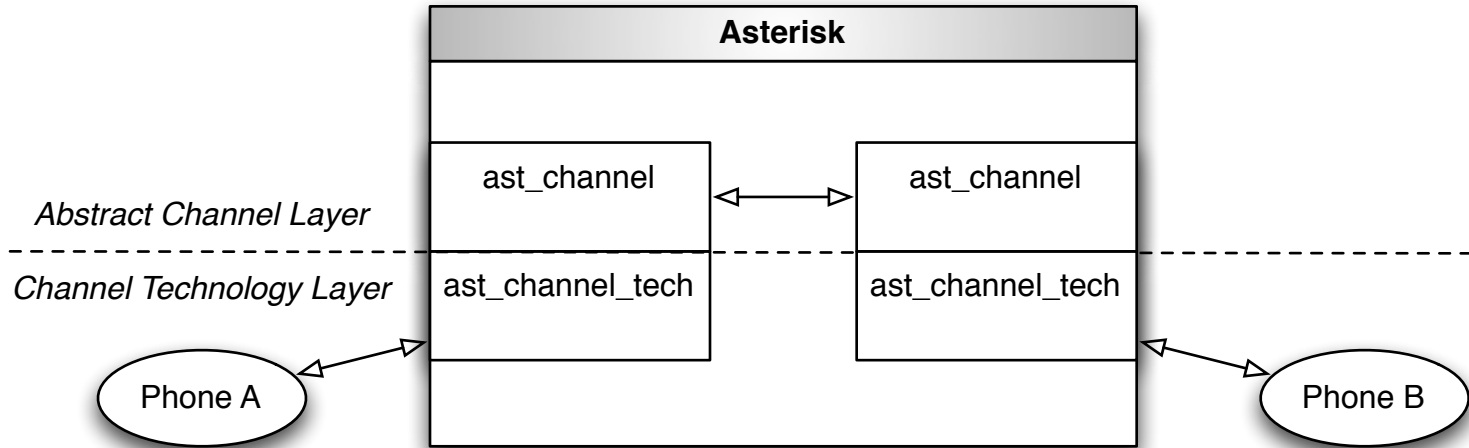 Asterisk
ast_channel
ast_channel
Abstract Channel Layer
Channel Technology Layer
ast_channel_tech
ast_channel_tech
Phone A
Phone B